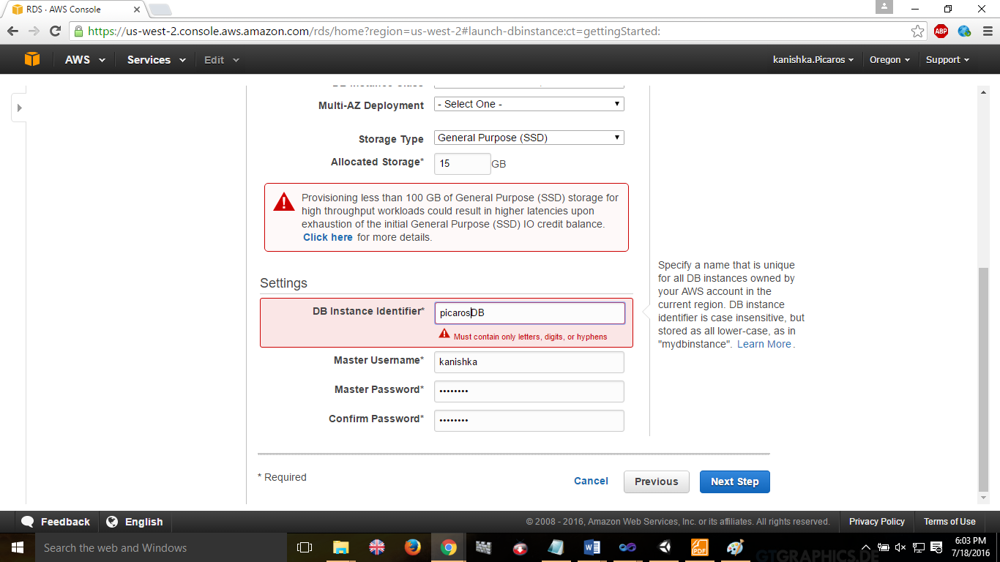 RDS · AWS Console
https://us-west-2.console.aws.amazon.com/rds/home?region=us-west-2#launch-dbinstance:ct=gettingStarted:
ABP
AWS Services Edit kanishka.Picaros Oregon Support
DB Instance Class
Multi-AZ Deployment - Select One -
Storage Type General Purpose (SSD)
Allocated Storage* 15 GB
Provisioning less than 100 GB of General Purpose (SSD) storage for
high throughput workloads could result in higher latencies upon
exhaustion of the initial General Purpose (SSD) IO credit balance.
Click here for more details.
Settings
DB Instance Identifier* picarosDB
Must contain only letters, digits, or hyphens
Master Username* kanishka
Master Password* ••••••••
Confirm Password* ••••••••
Specify a name that is unique
for all DB instances owned by
your AWS account in the
current region. DB instance
identifier is case insensitive, but
stored as all lower-case, as in
"mydbinstance". Learn More.
* Required
Cancel Previous Next Step
Feedback English © 2008 - 2016, Amazon Web Services, Inc. or its affiliates. All rights reserved. Privacy Policy Terms of Use
Search the web and Windows
PDF
6:03 PM
7/18/2016
GTGRAPHICS.DE